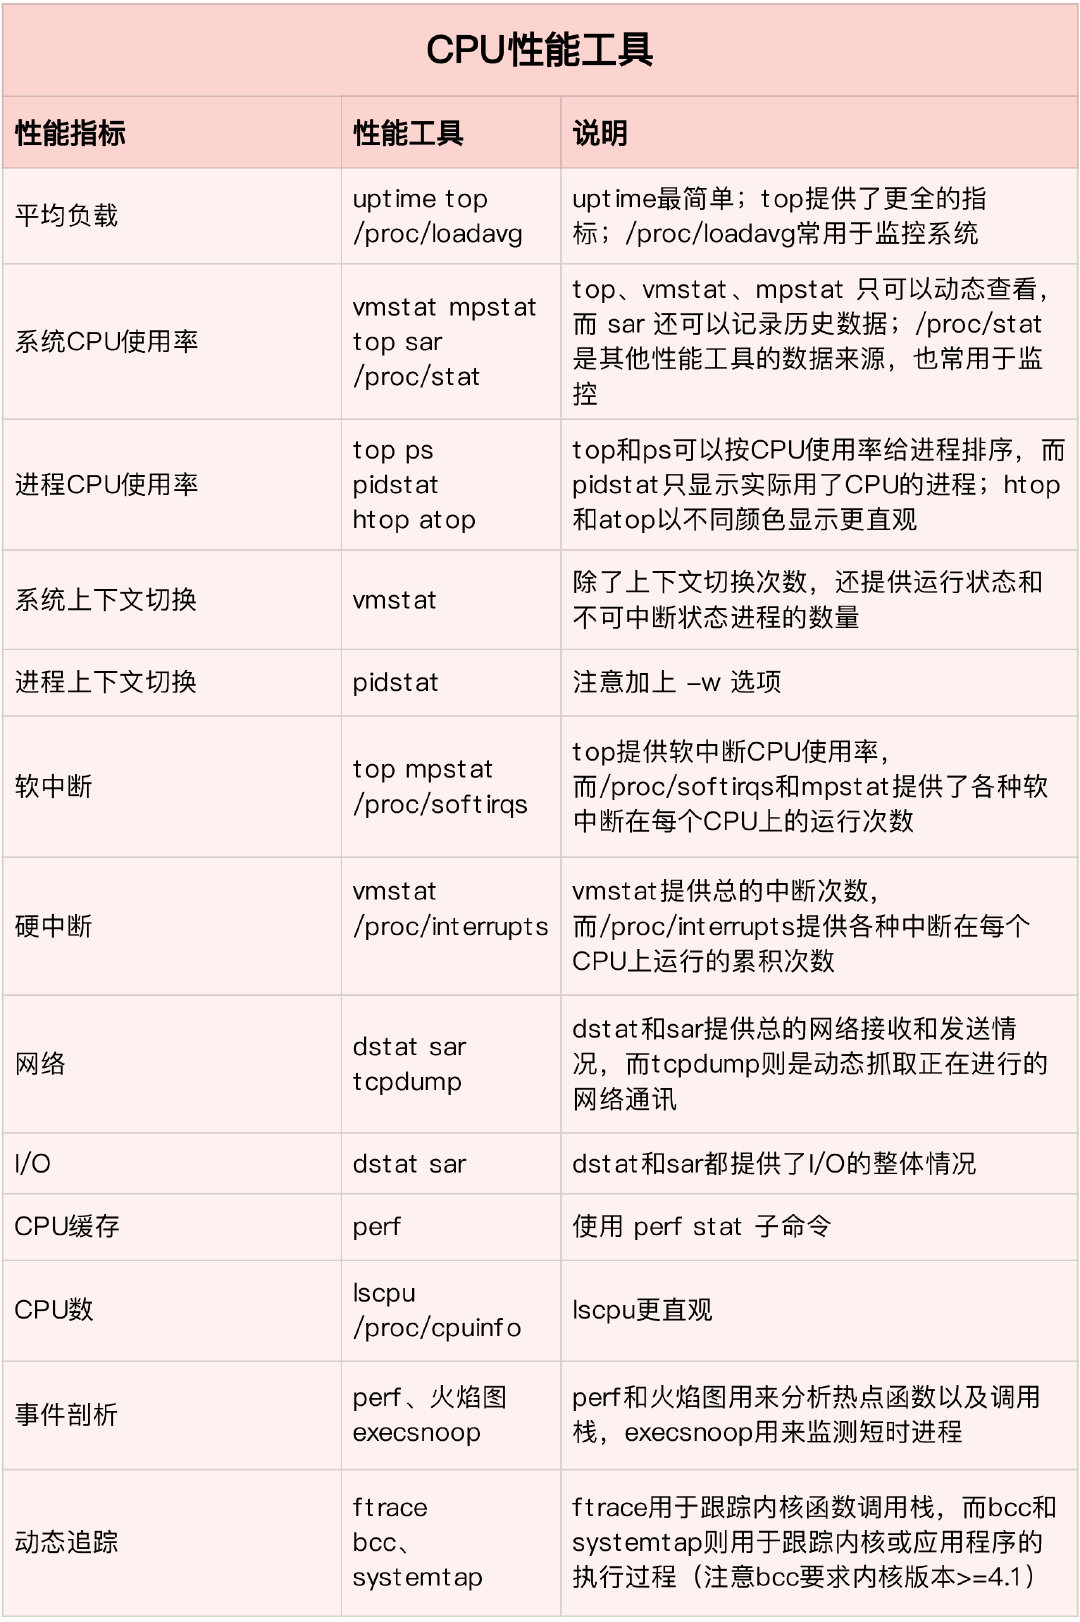 CPU性能工具
性能指标
性能工具
说明
平均负载
uptime top
/proc/loadavg
uptime最简单；top提供了更全的指
标；/proc/loadavg常用于监控系统
系统CPU使用率
vmstat mpstat
top sar
/proc/stat
top、vmstat、mpstat 只可以动态查看，
而 sar 还可以记录历史数据；/proc/stat
是其他性能工具的数据来源，也常用于监
控
进程CPU使用率
top ps
pidstat
htop atop
top和ps可以按CPU使用率给进程排序，而
pidstat只显示实际用了CPU的进程；htop
和atop以不同颜色显示更直观
系统上下文切换
vmstat
除了上下文切换次数，还提供运行状态和
不可中断状态进程的数量
进程上下文切换
pidstat
注意加上 –w 选项
软中断
top mpstat
/proc/softirqs
top提供软中断CPU使用率，
而/proc/softirqs和mpstat提供了各种软
中断在每个CPU上的运行次数
硬中断
vmstat
/proc/interrupts
vmstat提供总的中断次数，
而/proc/interrupts提供各种中断在每个
CPU上运行的累积次数
网络
dstat sar
tcpdump
dstat和sar提供总的网络接收和发送情
况，而tcpdump则是动态抓取正在进行的
网络通讯
I/O
dstat sar
dstat和sar都提供了I/O的整体情况
CPU缓存
perf
使用 perf stat 子命令
CPU数
lscpu
/proc/cpuinfo
lscpu更直观
事件剖析
perf、火焰图
execsnoop
perf和火焰图用来分析热点函数以及调用
栈，execsnoop用来监测短时进程
动态追踪
ftrace
bcc、
systemtap
ftrace用于跟踪内核函数调用栈，而bcc和
systemtap则用于跟踪内核或应用程序的
执行过程（注意bcc要求内核版本>=4.1）